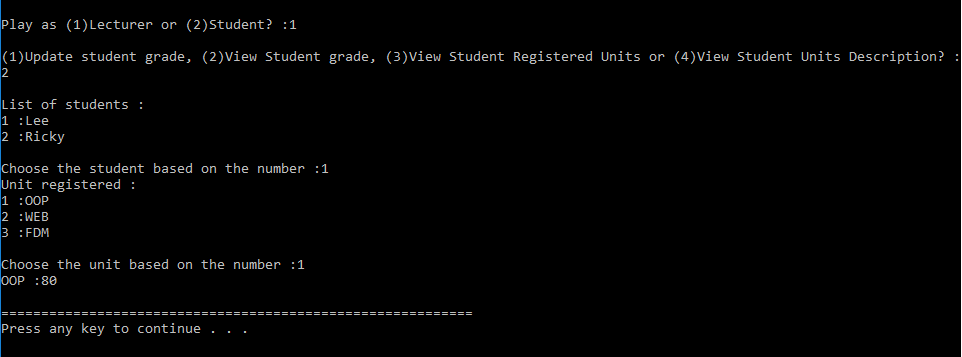 Play as (1)Lecturer or (2)Student? :1
(1)Update student grade, (2)View Student grade, (3)View Student Registered Units or (4)View Student Units Description? :
2
List of students :
1 :Lee
2 :Ricky
Choose the student based on the number :1
Unit registered :
1 :OOP
2 :WEB
3 :FDM
Choose the unit based on the number :1
OOP :80
===========================================================
Press any key to continue . . .